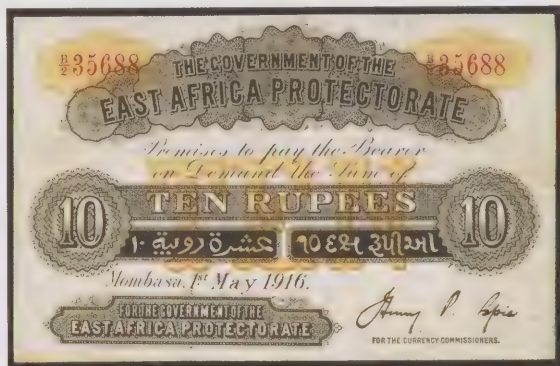 B/2 35688 B/2 35688
THE GOVERNMENT OF THE
EAST AFRICA PROTECTORATE
Promises to pay the Bearer
on Demand the Sum of
TEN RUPEES
10 10
عشرة روبية ١٠ ૧૦ દશ રૂપીઆ
Mombasa, 1st May 1916.
FOR THE GOVERNMENT OF THE
EAST AFRICA PROTECTORATE
FOR THE CURRENCY COMMISSIONERS.